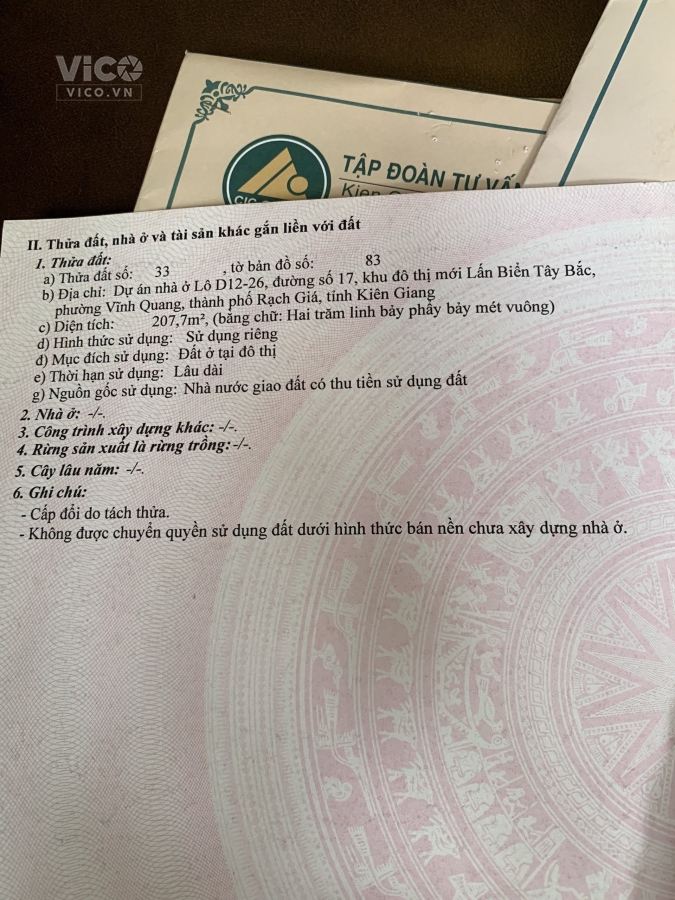 VICO
VICO.VN
TẬP ĐOÀN TƯ VẤN
Kien G
CIC
II. Thửa đất, nhà ở và tài sản khác gắn liền với đất
1. Thửa đất:
a) Thửa đất số: 33 , tờ bản đồ số: 83
b) Địa chỉ: Dự án nhà ở Lô D12-26, đường số 17, khu đô thị mới Lấn Biển Tây Bắc,
phường Vĩnh Quang, thành phố Rạch Giá, tỉnh Kiên Giang
c) Diện tích: 207,7m², (bằng chữ: Hai trăm linh bảy phẩy bảy mét vuông)
d) Hình thức sử dụng: Sử dụng riêng
đ) Mục đích sử dụng: Đất ở tại đô thị
e) Thời hạn sử dụng: Lâu dài
g) Nguồn gốc sử dụng: Nhà nước giao đất có thu tiền sử dụng đất
2. Nhà ở: -/-.
3. Công trình xây dựng khác: -/-.
4. Rừng sản xuất là rừng trồng: -/-.
5. Cây lâu năm: -/-.
6. Ghi chú:
- Cấp đổi do tách thửa.
- Không được chuyển quyền sử dụng đất dưới hình thức bán nền chưa xây dựng nhà ở.